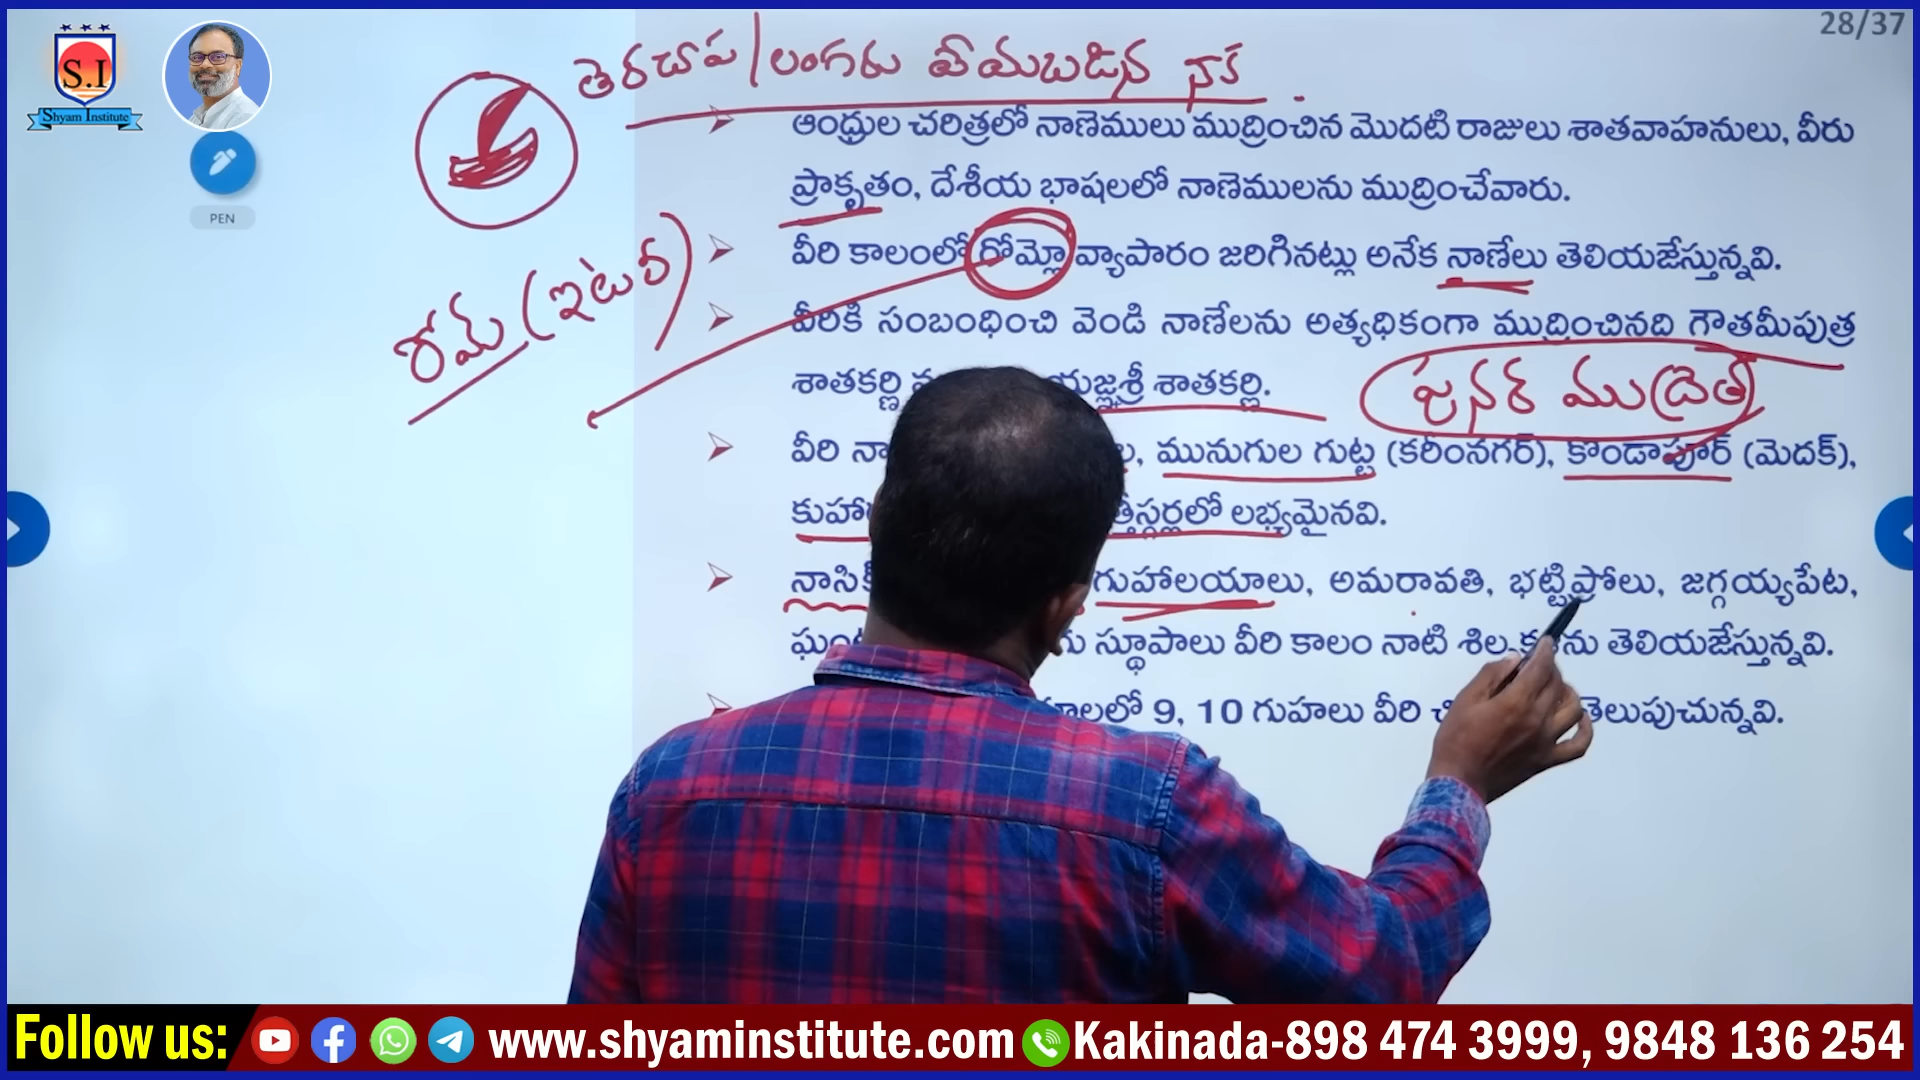 28/37
S.I
Shyam Institute
PEN
తెరచాప/లంగరు వేయబడిన నౌక
ఆంధ్రుల చరిత్రలో నాణెములు ముద్రించిన మొదటి రాజులు శాతవాహనులు, వీరు
ప్రాకృతం, దేశీయ భాషలలో నాణెములను ముద్రించేవారు.
వీరి కాలంలో రోమ్లో వ్యాపారం జరిగినట్లు అనేక నాణేలు తెలియజేస్తున్నవి.
రోమ్ (ఇటలీ)
వీరికి సంబంధించి వెండి నాణేలను అత్యధికంగా ముద్రించినది గౌతమీపుత్ర
శాతకర్ణి యజ్ఞశ్రీ శాతకర్ణి.
పునర్ ముద్రిత
వీరి మునుగుల గుట్ట (కరీంనగర్), కొండాపూర్ (మెదక్),
లభ్యమైనవి.
గుహాలయాలు, అమరావతి, భట్టిప్రోలు, జగ్గయ్యపేట,
స్థూపాలు వీరి కాలం నాటి తెలియజేస్తున్నవి.
9, 10 గుహలు వీరి తెలుపుచున్నవి.
Follow us: www.shyaminstitute.com Kakinada-898 474 3999, 9848 136 254